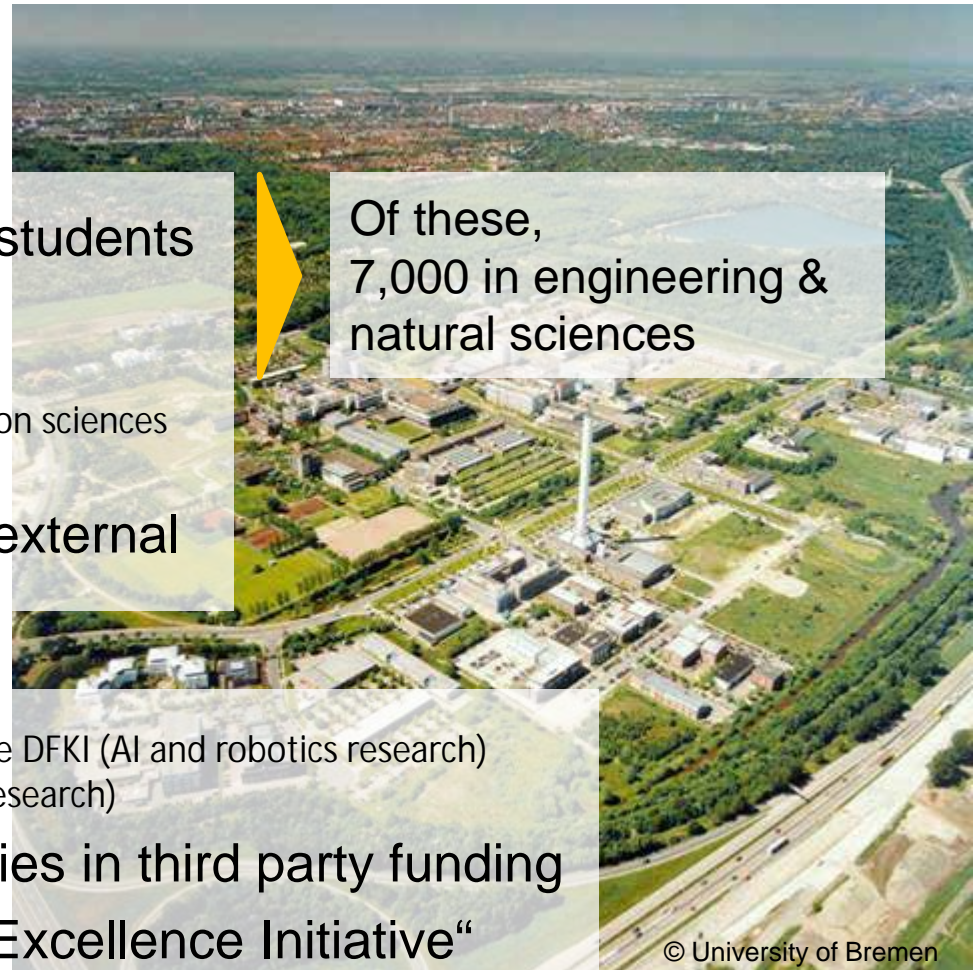 students
Of these,
7,000 in engineering &
natural sciences
on sciences
external
e DFKI (AI and robotics research)
esearch)
ies in third party funding
Excellence Initiative“
© University of Bremen